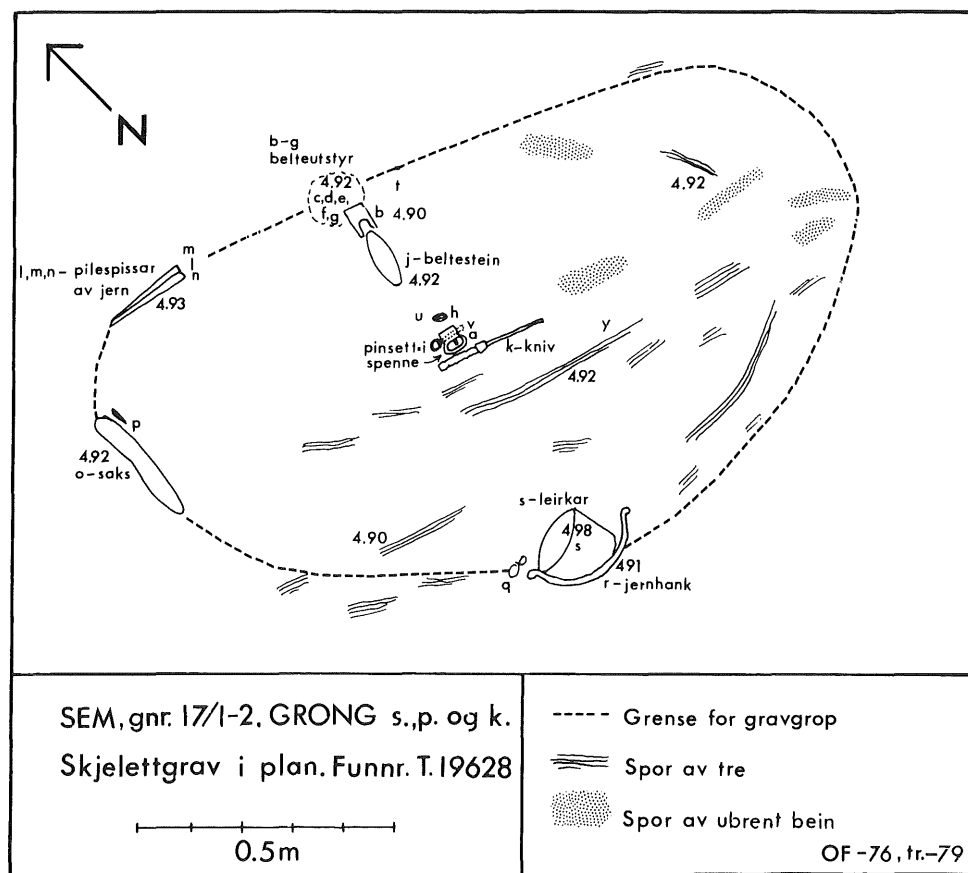 N
b-g
belteutstyr
4.92
c,d,e,
f,g
b
t
4.90
j-beltestein
4.92
4.92
m
l
n
l,m,n- pilespissar
av jern
4.93
u
h
v
a
pinsett-i
spenne
k-kniv
y
4.92
p
4.92
o-saks
s-leirkar
4.98
s
4.90
4.91
r-jernhank
q
SEM, gnr. 17/1-2, GRONG s.,p. og k.
Skjelettgrav i plan. Funnr. T. 19628
0.5m
Grense for gravgrop
Spor av tre
Spor av ubrent bein
OF-76, tr.-79